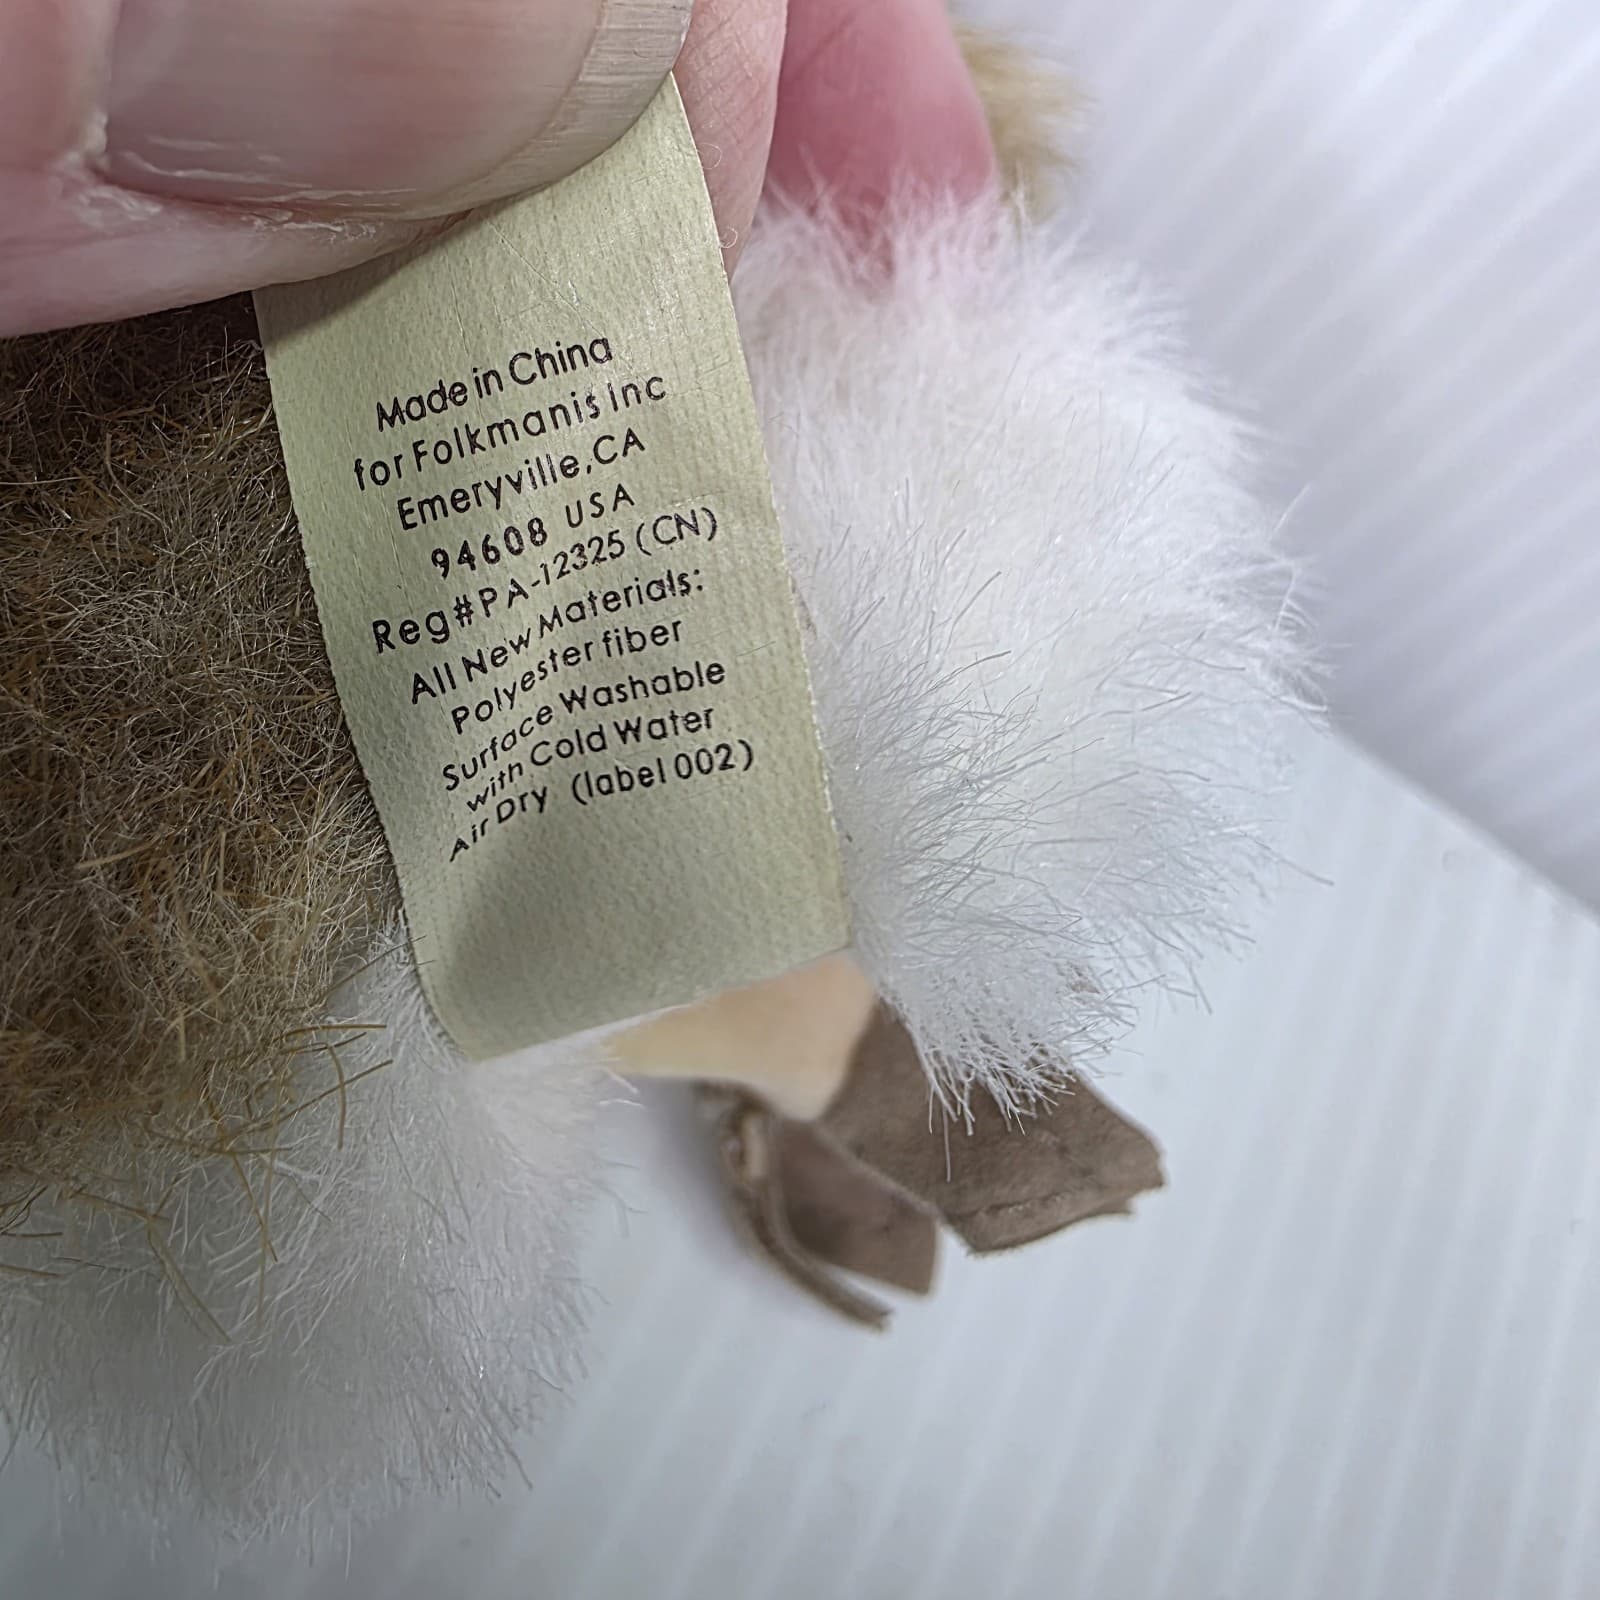 Made in China
for Folkmanis Inc
Emeryville, CA
94608 USA
Reg#PA-12325 (CN)
All New Materials:
Polyester fiber
Surface Washable
with Cold Water
Air Dry (label 002)